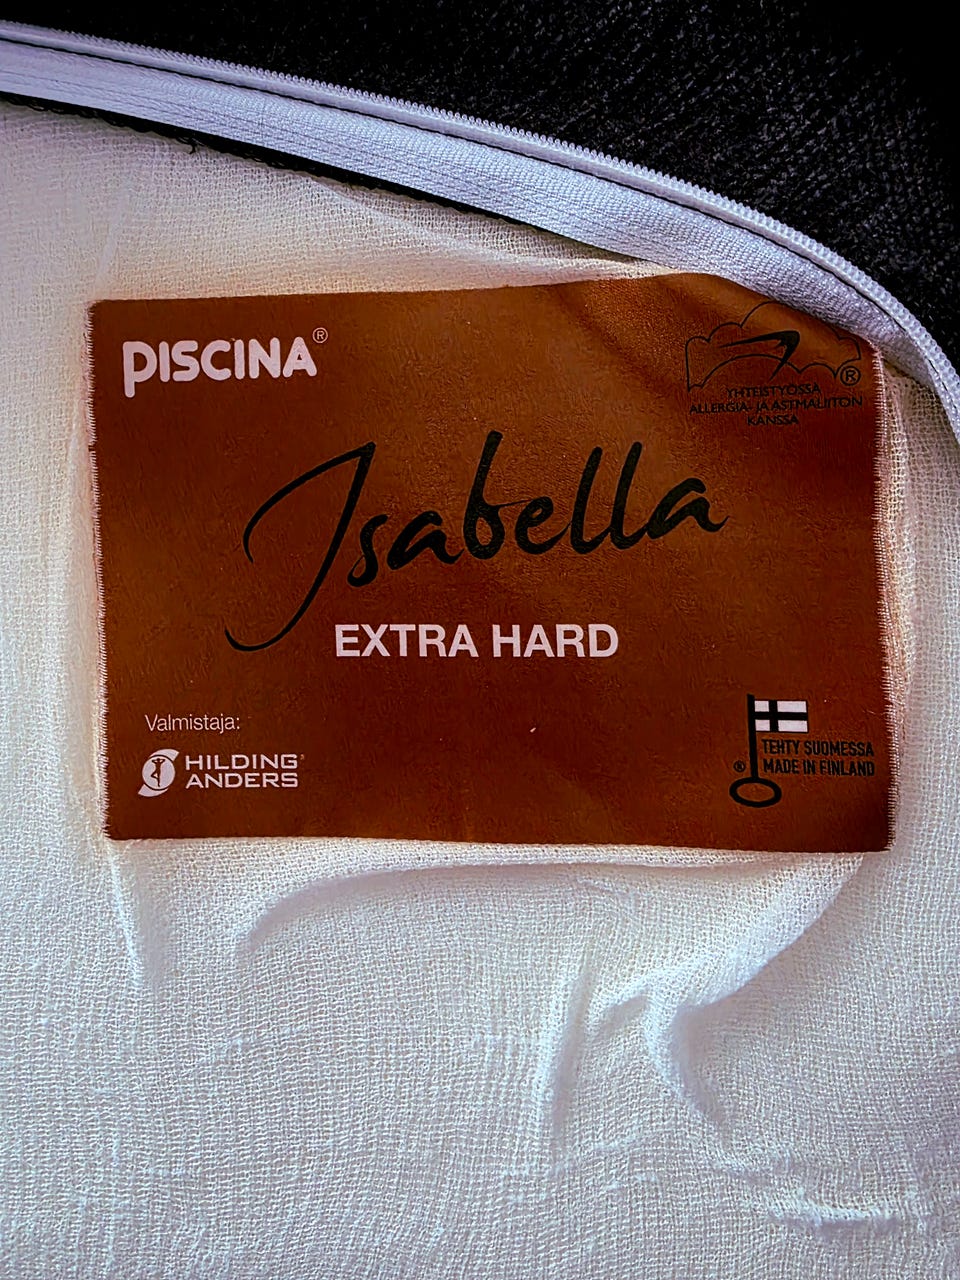 PISCINA®
YHTEISTYÖSSÄ
ALLERGIA- JA ASTMALIITON
KANSSA
®
Isabella
EXTRA HARD
Valmistaja:
HILDING
ANDERS
TEHTY SUOMESSA
® MADE IN FINLAND